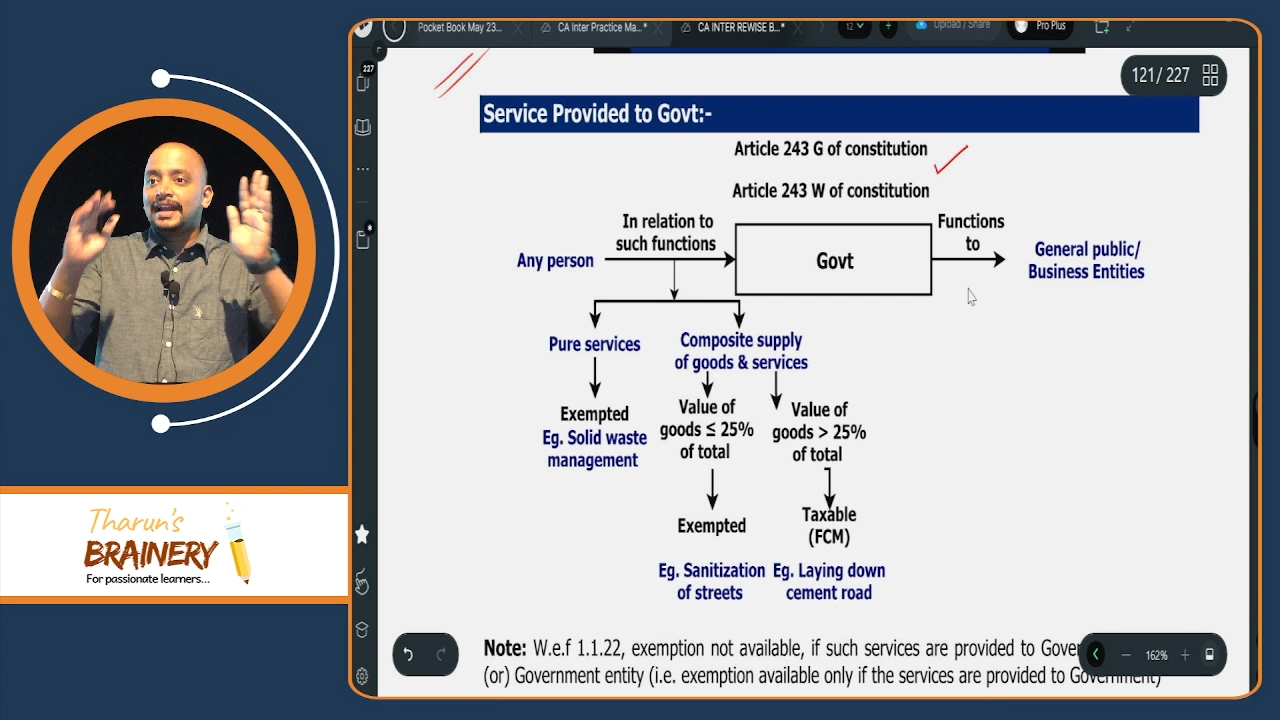 Pocket Book May 23...
CA Inter Practice Ma...*
CA INTER REWISE B...*
12
Upload / Share
Pro Plus
227
121/ 227
Service Provided to Govt:-
Article 243 G of constitution
Article 243 W of constitution
In relation to
such functions
Functions
to
Any person
Govt
General public/
Business Entities
Pure services
Composite supply
of goods & services
Exempted
Eg. Solid waste
management
Value of
goods ≤ 25%
of total
Value of
goods > 25%
of total
Exempted
Taxable
(FCM)
Eg. Sanitization
of streets
Eg. Laying down
cement road
Note: W.e.f 1.1.22, exemption not available, if such services are provided to
(or) Government entity (i.e. exemption available only if the services are provided to Government)
162%
Tharun's
BRAINERY
For passionate learners...